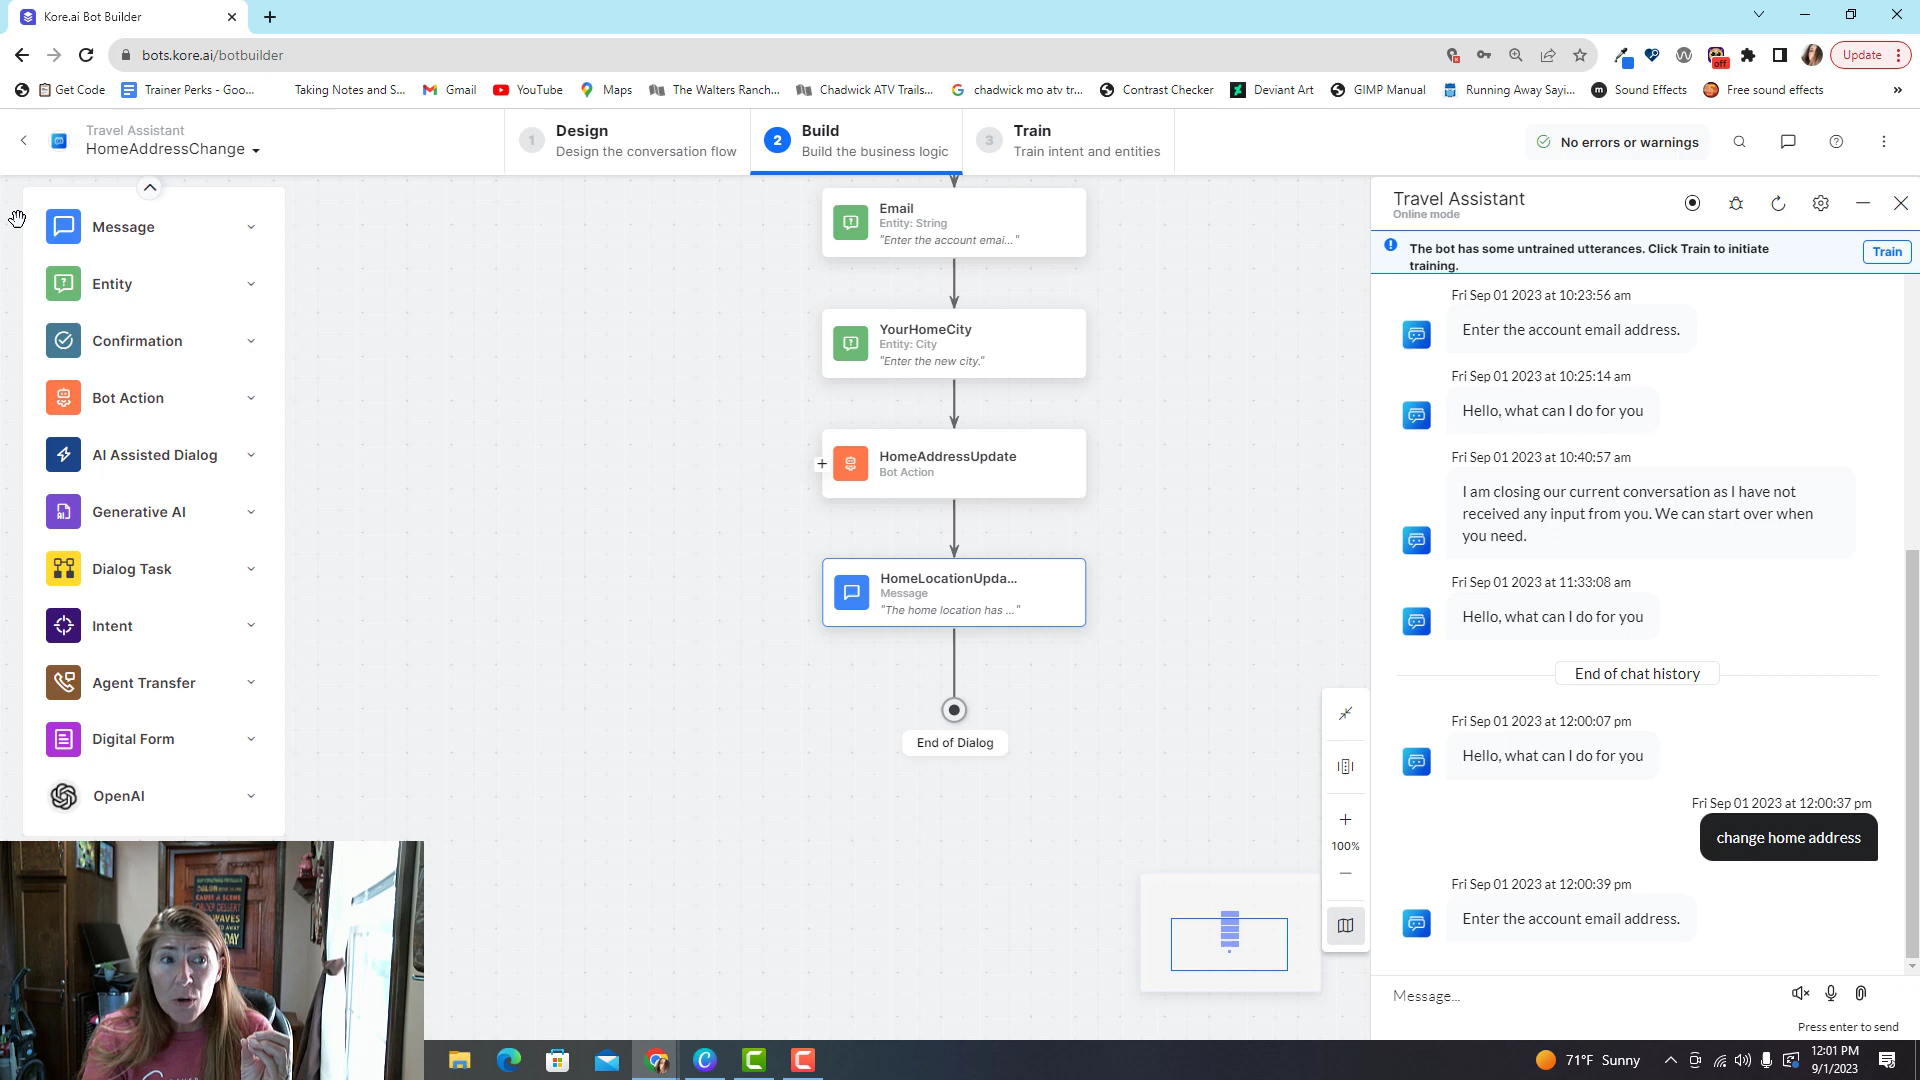 Kore.ai Bot Builder
bots.kore.ai/botbuilder
Update
off
Get Code
Trainer Perks - Goo...
Taking Notes and S...
Gmail
YouTube
Maps
The Walters Ranch...
Chadwick ATV Trails...
chadwick mo atv tr...
Contrast Checker
Deviant Art
GIMP Manual
Running Away Sayi...
Sound Effects
Free sound effects
»
Travel Assistant
HomeAddressChange
1
Design
Design the conversation flow
2
Build
Build the business logic
3
Train
Train intent and entities
No errors or warnings
Message
Entity
Confirmation
Bot Action
AI Assisted Dialog
Generative AI
Dialog Task
Intent
Agent Transfer
Digital Form
OpenAI
Email
Entity: String
"Enter the account emai..."
YourHomeCity
Entity: City
"Enter the new city."
HomeAddressUpdate
Bot Action
HomeLocationUpda...
Message
"The home location has ..."
End of Dialog
100%
Travel Assistant
Online mode
The bot has some untrained utterances. Click Train to initiate
training.
Train
Fri Sep 01 2023 at 10:23:56 am
Enter the account email address.
Fri Sep 01 2023 at 10:25:14 am
Hello, what can I do for you
Fri Sep 01 2023 at 10:40:57 am
I am closing our current conversation as I have not
received any input from you. We can start over when
you need.
Fri Sep 01 2023 at 11:33:08 am
Hello, what can I do for you
End of chat history
Fri Sep 01 2023 at 12:00:07 pm
Hello, what can I do for you
Fri Sep 01 2023 at 12:00:37 pm
change home address
Fri Sep 01 2023 at 12:00:39 pm
Enter the account email address.
Message...
Press enter to send
71°F Sunny
12:01 PM
9/1/2023